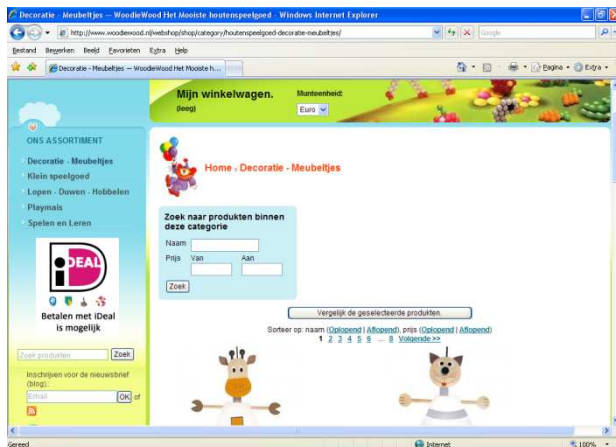 Decoratie - Meubeltjes — WoodieWood Het Mooiste houtenspeelgoed - Windows Internet Explorer
http://www.woodiewood.nl/webshop/shop/category/houtenspeelgoed-decoratie-meubeltjes/
Google
Bestand Bewerken Beeld Favorieten Extra Help
Decoratie - Meubeltjes — WoodieWood Het Mooiste h...
Pagina Extra
Mijn winkelwagen.
(leeg)
Munteenheid:
Euro
ONS ASSORTIMENT
Decoratie - Meubeltjes
Klein speelgoed
Lopen - Duwen - Hobbelen
Playmais
Spelen en Leren
iDEAL
Betalen met iDeal
is mogelijk
Zoek produkten Zoek
Inschrijven voor de nieuwsbrief
(blog):
Email OK of
Home » Decoratie - Meubeltjes
Zoek naar produkten binnen
deze categorie
Naam
Prijs Van Aan
Zoek
Vergelijk de geselecteerde produkten.
Sorteer op: naam (Oplopend | Aflopend), prijs (Oplopend | Aflopend)
1 2 3 4 5 6 ... 8 Volgende >>
Gereed
Internet
100%